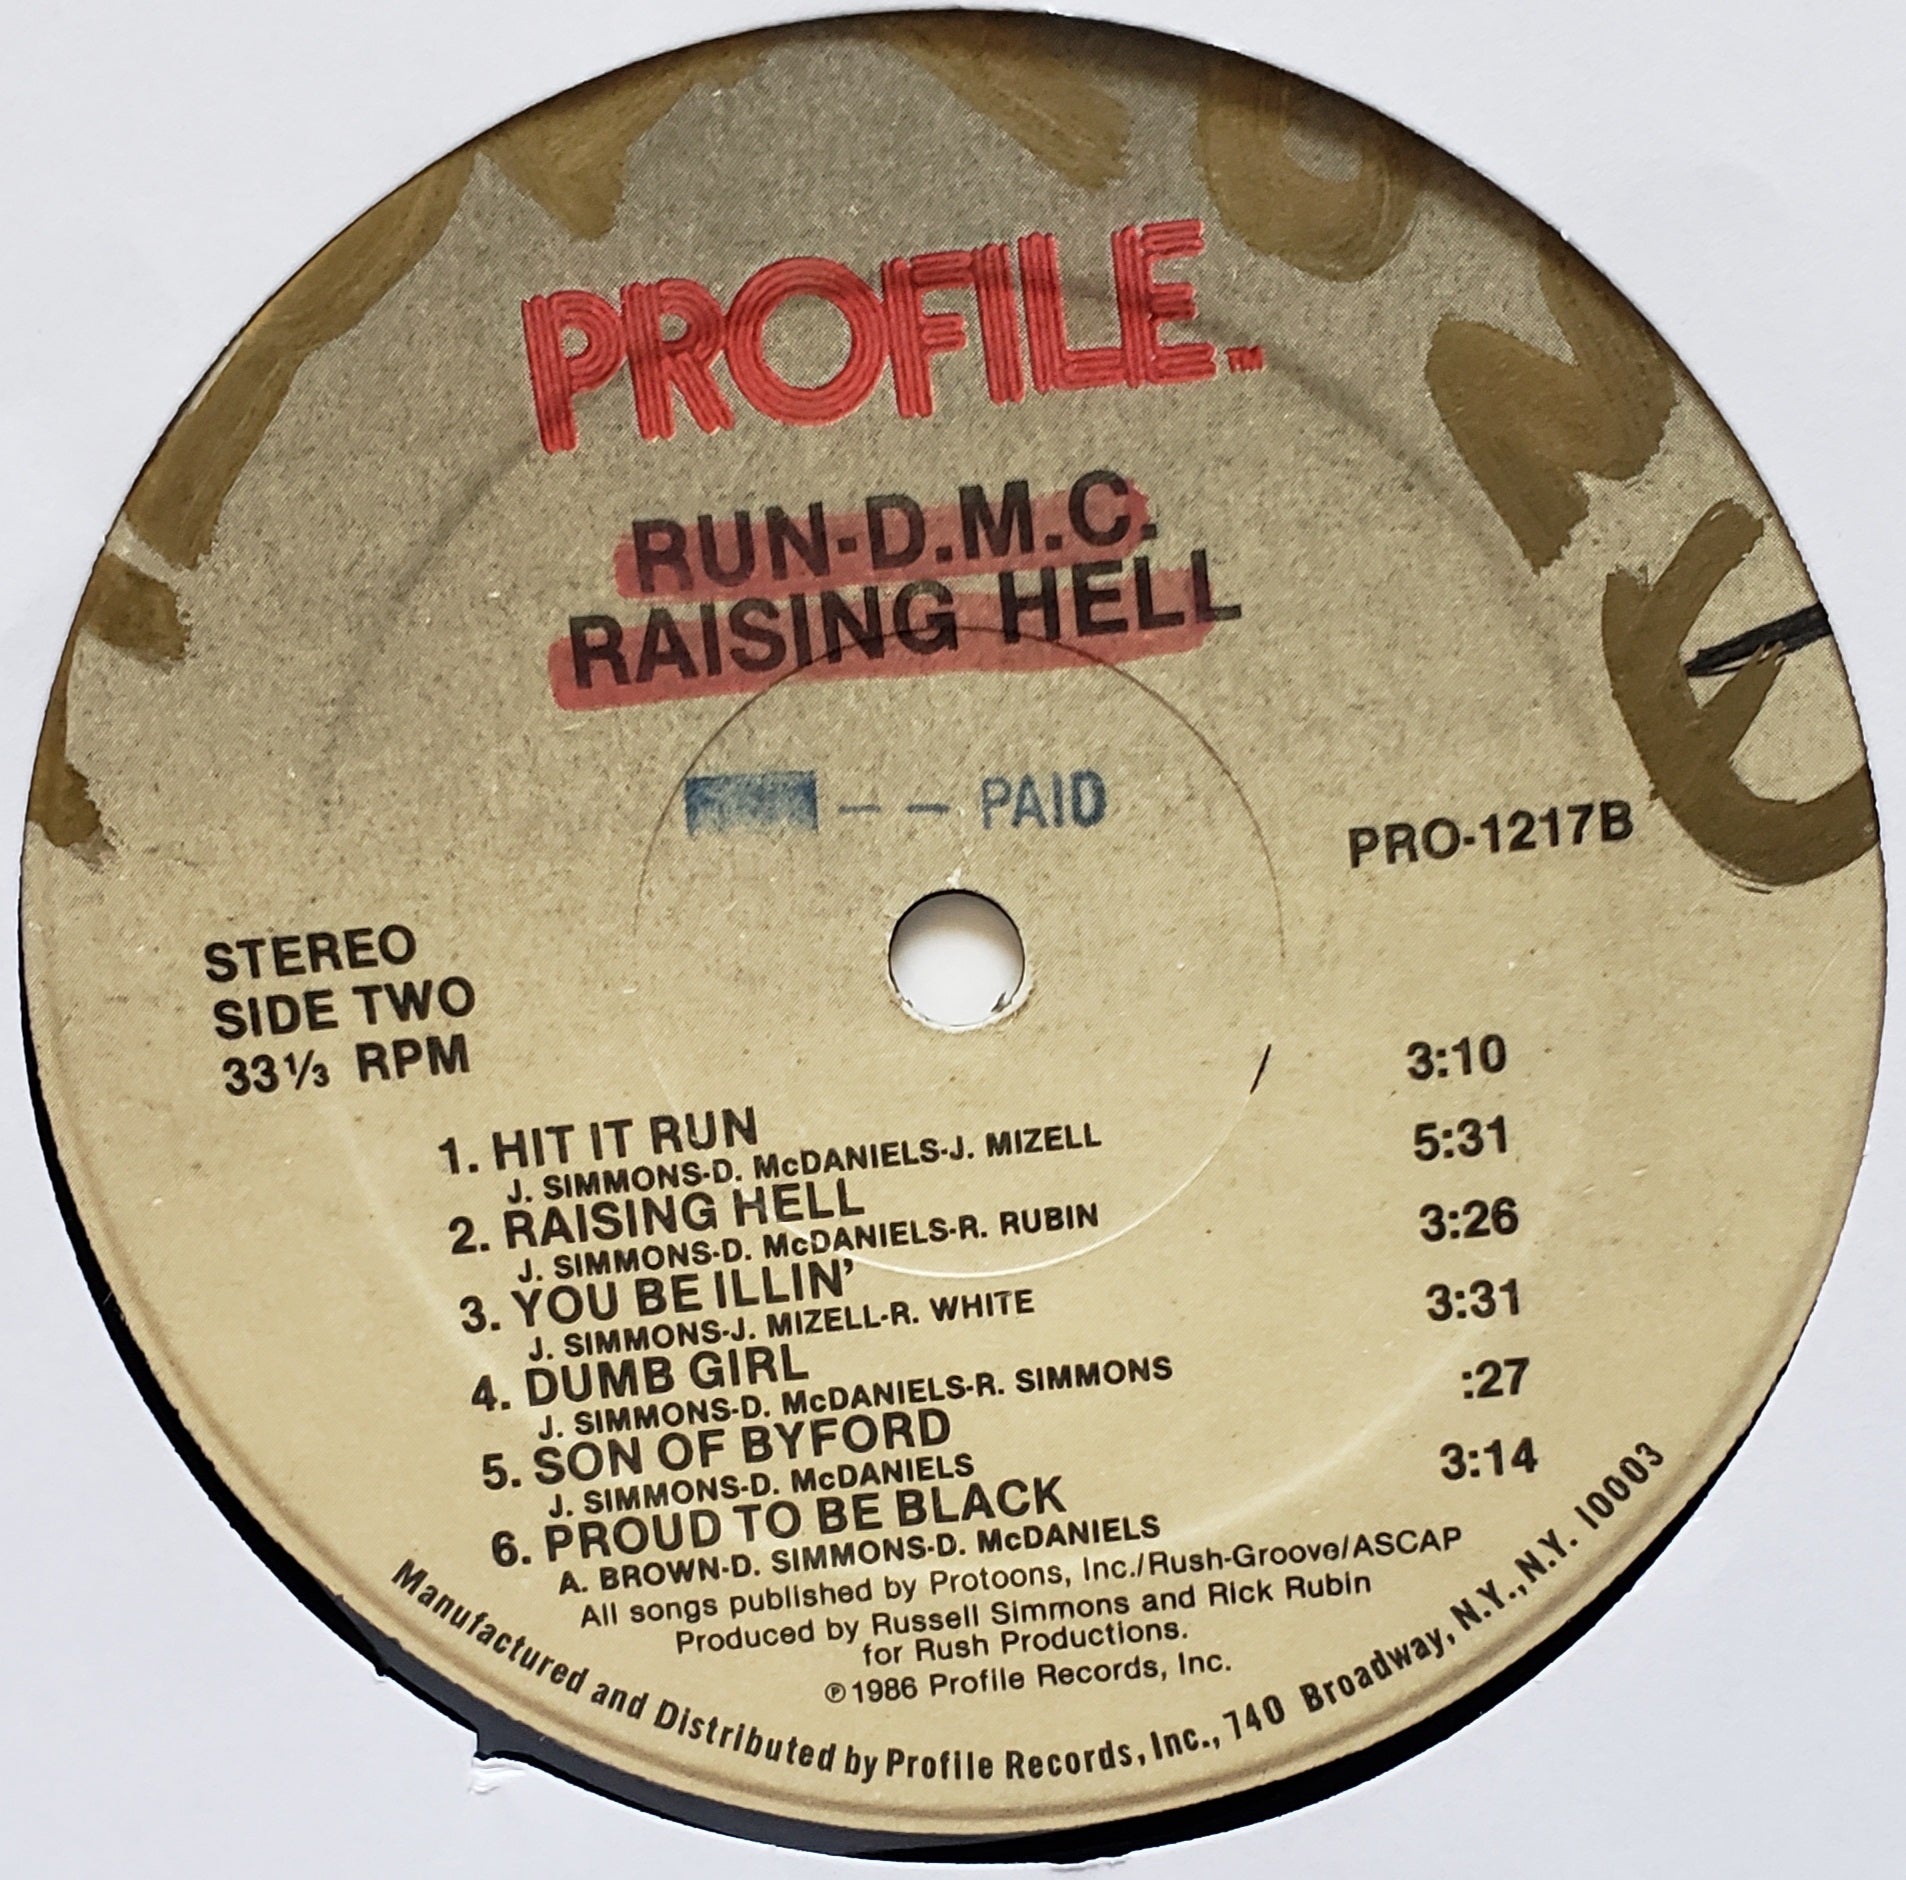 PROFILE TM
RUN-D.M.C.
RAISING HELL
-- PAID
PRO-1217B
STEREO
SIDE TWO
33⅓ RPM
1. HIT IT RUN 3:10
J. SIMMONS-D. McDANIELS-J. MIZELL
2. RAISING HELL 5:31
J. SIMMONS-D. McDANIELS-R. RUBIN
3. YOU BE ILLIN' 3:26
J. SIMMONS-J. MIZELL-R. WHITE
4. DUMB GIRL 3:31
J. SIMMONS-D. McDANIELS-R. SIMMONS
5. SON OF BYFORD :27
J. SIMMONS-D. McDANIELS
6. PROUD TO BE BLACK 3:14
A. BROWN-D. SIMMONS-D. McDANIELS
All songs published by Protoons, Inc./Rush-Groove/ASCAP
Produced by Russell Simmons and Rick Rubin
for Rush Productions.
℗1986 Profile Records, Inc.
Manufactured and Distributed by Profile Records, Inc., 740 Broadway, N.Y., N.Y. 10003